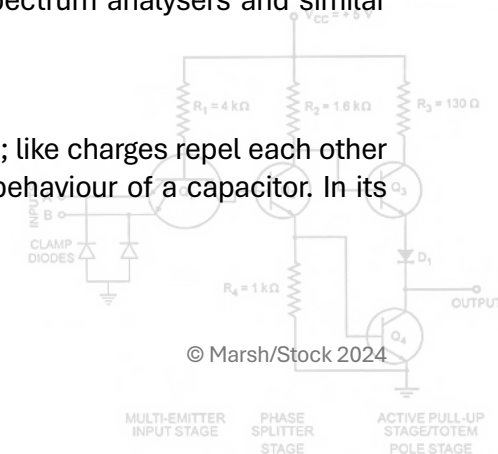 pectrum analysers and similar
V_CC = +5 V
R₁ = 4 kΩ
R₂ = 1.6 kΩ
R₃ = 130 Ω
; like charges repel each other
behaviour of a capacitor. In its
Q₃
B
CLAMP
DIODES
D₁
R₄ = 1 kΩ
OUTPUT
Q₄
© Marsh/Stock 2024
MULTI-EMITTER
INPUT STAGE
PHASE
SPLITTER
STAGE
ACTIVE PULL-UP
STAGE/TOTEM
POLE STAGE